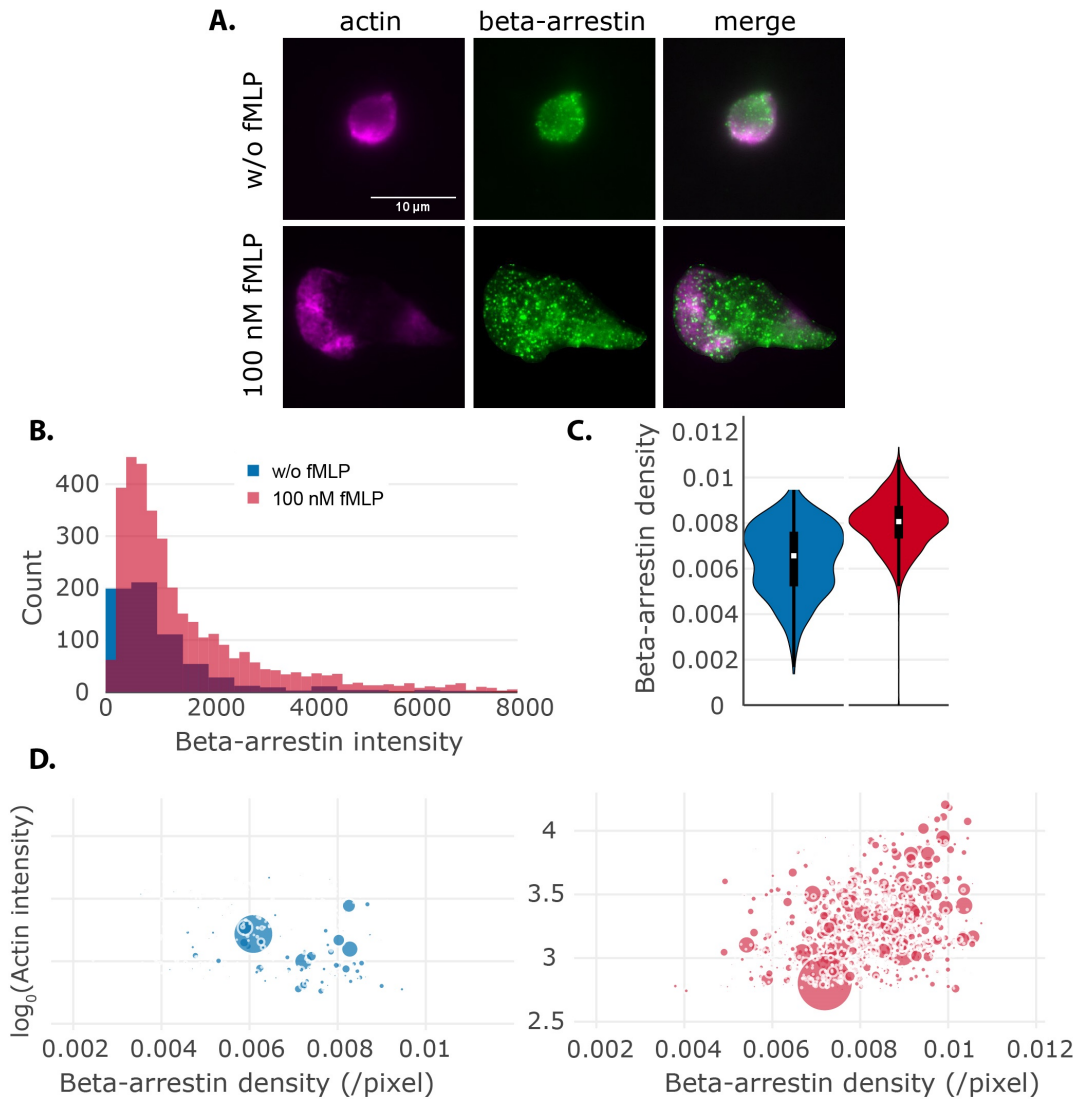 A.
actin beta-arrestin merge
w/o fMLP
10 µm
100 nM fMLP
B.
w/o fMLP
100 nM fMLP
Count
400
300
200
100
0
0 2000 4000 6000 8000
Beta-arrestin intensity
C.
Beta-arrestin density
0.012
0.01
0.008
0.006
0.004
0.002
0
D.
log₀(Actin intensity)
0.002 0.004 0.006 0.008 0.01
Beta-arrestin density (/pixel)
4
3.5
3
2.5
0.002 0.004 0.006 0.008 0.01 0.012
Beta-arrestin density (/pixel)